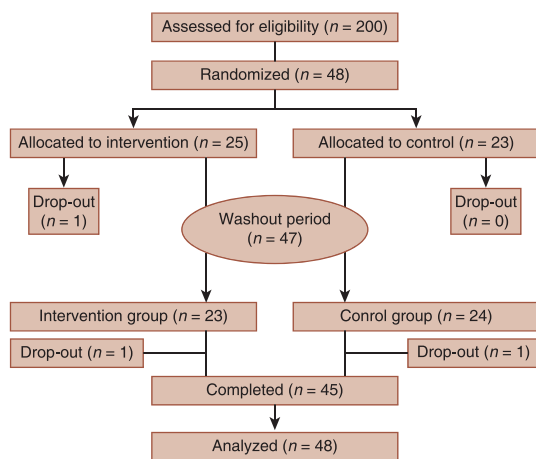 Assessed for eligibility (n = 200)
Randomized (n = 48)
Allocated to intervention (n = 25)
Allocated to control (n = 23)
Drop-out
(n = 1)
Washout period
(n = 47)
Drop-out
(n = 0)
Intervention group (n = 23)
Conrol group (n = 24)
Drop-out (n = 1)
Drop-out (n = 1)
Completed (n = 45)
Analyzed (n = 48)